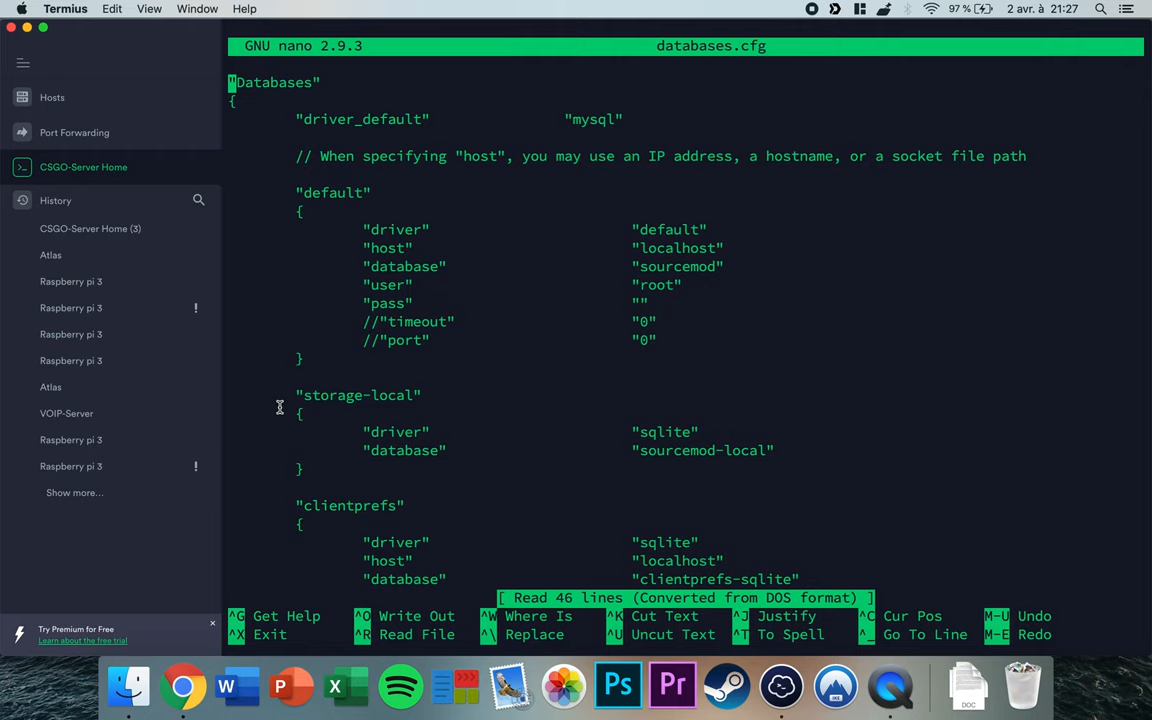 Termius Edit View Window Help 97 % 2 avr. à 21:27
GNU nano 2.9.3 databases.cfg
Hosts
Port Forwarding
CSGO-Server Home
History
CSGO-Server Home (3)
Atlas
Raspberry pi 3
Raspberry pi 3 !
Raspberry pi 3
Raspberry pi 3
Atlas
VOIP-Server
Raspberry pi 3
Raspberry pi 3 !
Show more...
Try Premium for Free
Learn about the free trial
"Databases"
{
"driver_default" "mysql"
// When specifying "host", you may use an IP address, a hostname, or a socket file path
"default"
{
"driver" "default"
"host" "localhost"
"database" "sourcemod"
"user" "root"
"pass" ""
//"timeout" "0"
//"port" "0"
}
"storage-local"
{
"driver" "sqlite"
"database" "sourcemod-local"
}
"clientprefs"
{
"driver" "sqlite"
"host" "localhost"
"database" "clientprefs-sqlite"
[ Read 46 lines (Converted from DOS format) ]
^G Get Help ^O Write Out ^W Where Is ^K Cut Text ^J Justify ^C Cur Pos M-U Undo
^X Exit ^R Read File ^\ Replace ^U Uncut Text ^T To Spell ^_ Go To Line M-E Redo
W P X Ps Pr DOC